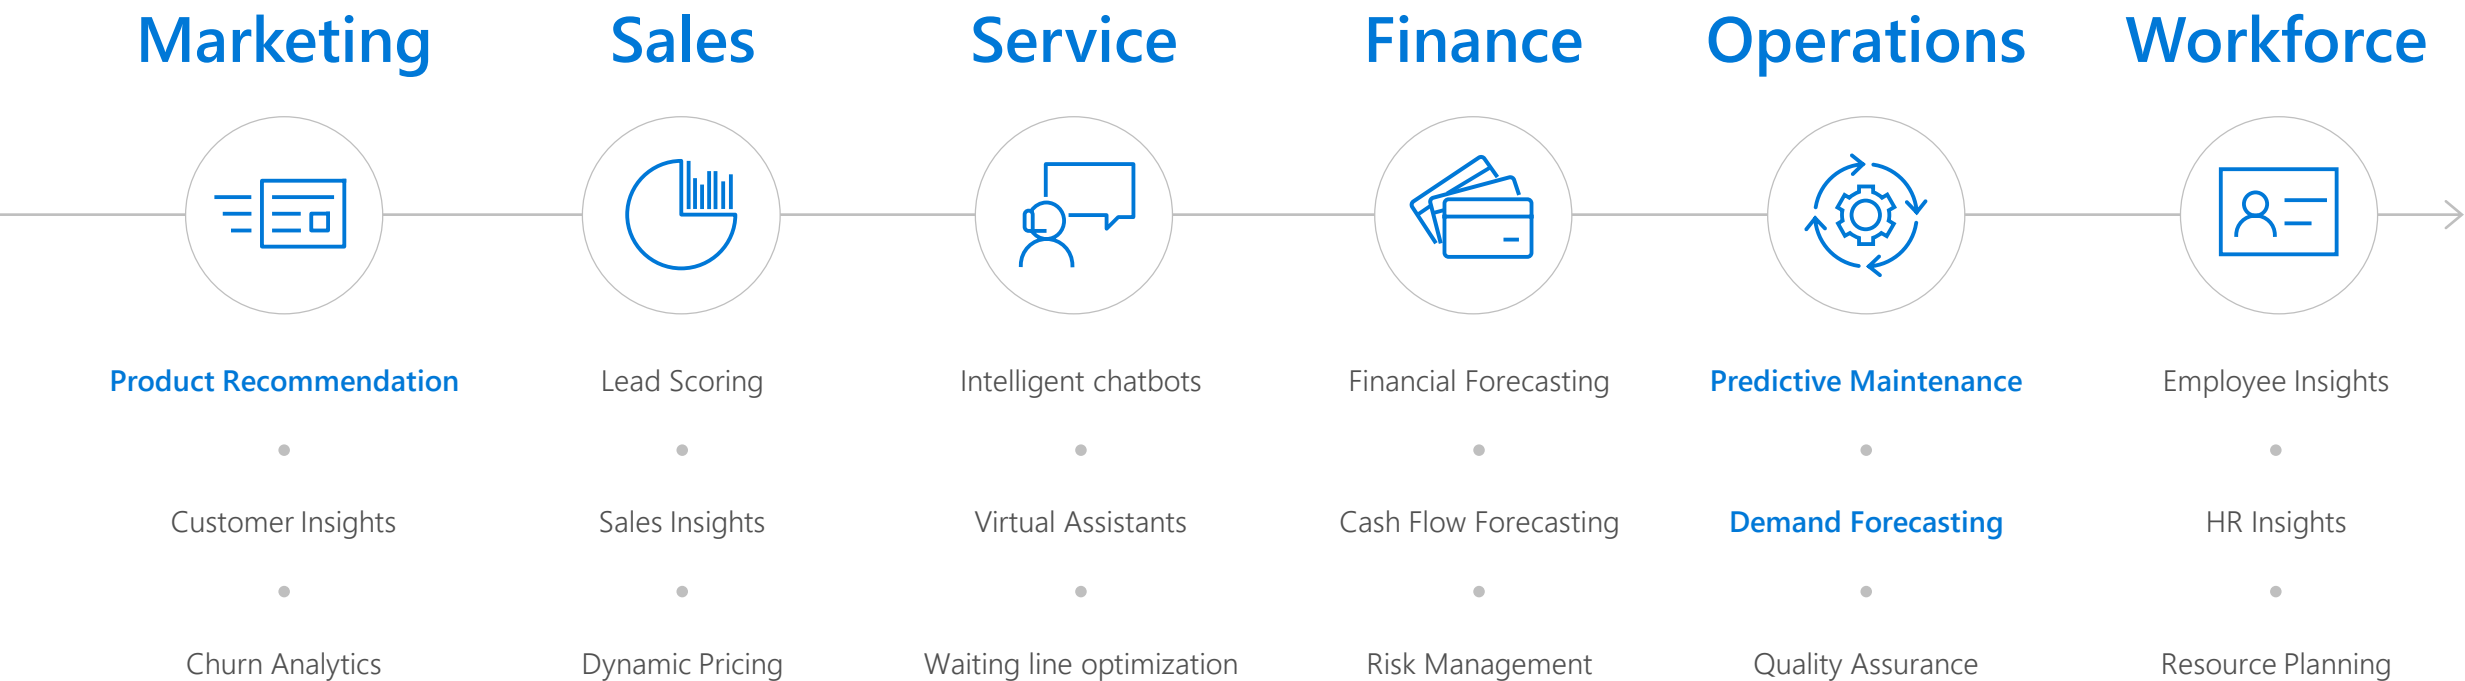 Marketing
Sales
Service
Finance
Operations
Workforce
Product Recommendation
Lead Scoring
Intelligent chatbots
Financial Forecasting
Predictive Maintenance
Employee Insights
Customer Insights
Sales Insights
Virtual Assistants
Cash Flow Forecasting
Demand Forecasting
HR Insights
Churn Analytics
Dynamic Pricing
Waiting line optimization
Risk Management
Quality Assurance
Resource Planning